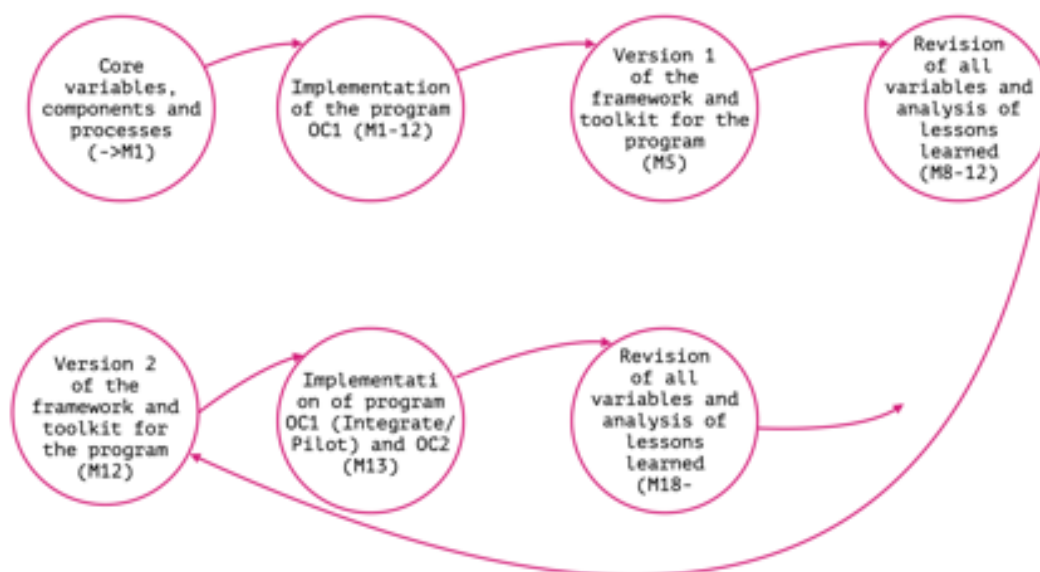 Core
variables,
components and
processes
(->M1)
Implementation
of the program
OC1 (M1-12)
Version 1
of the
framework and
toolkit for the
program
(M5)
Revision
of all
variables and
analysis of
lessons
learned
(M8-12)
Version 2
of the
framework and
toolkit for
the program
(M12)
Implementati
on of program
OC1 (Integrate/
Pilot) and OC2
(M13)
Revision
of all
variables and
analysis of
lessons
learned
(M18-